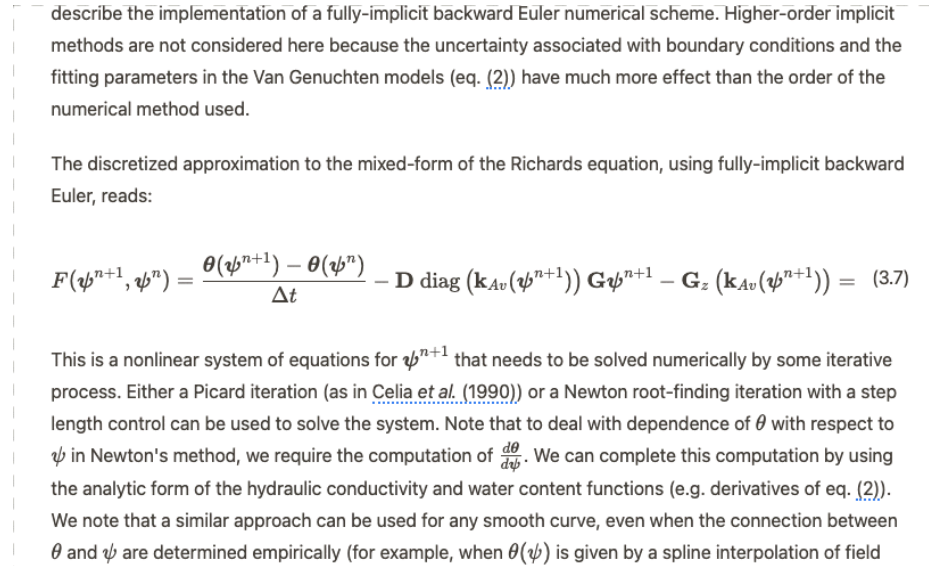 describe the implementation of a fully-implicit backward Euler numerical scheme. Higher-order implicit
methods are not considered here because the uncertainty associated with boundary conditions and the
fitting parameters in the Van Genuchten models (eq. (2)) have much more effect than the order of the
numerical method used.
The discretized approximation to the mixed-form of the Richards equation, using fully-implicit backward
Euler, reads:
F(ψⁿ⁺¹, ψⁿ) = (θ(ψⁿ⁺¹) − θ(ψⁿ)) / Δt − D diag (k_Av(ψⁿ⁺¹)) Gψⁿ⁺¹ − G_z (k_Av(ψⁿ⁺¹)) = (3.7)
This is a nonlinear system of equations for ψⁿ⁺¹ that needs to be solved numerically by some iterative
process. Either a Picard iteration (as in Celia et al. (1990)) or a Newton root-finding iteration with a step
length control can be used to solve the system. Note that to deal with dependence of θ with respect to
ψ in Newton's method, we require the computation of dθ/dψ. We can complete this computation by using
the analytic form of the hydraulic conductivity and water content functions (e.g. derivatives of eq. (2)).
We note that a similar approach can be used for any smooth curve, even when the connection between
θ and ψ are determined empirically (for example, when θ(ψ) is given by a spline interpolation of field